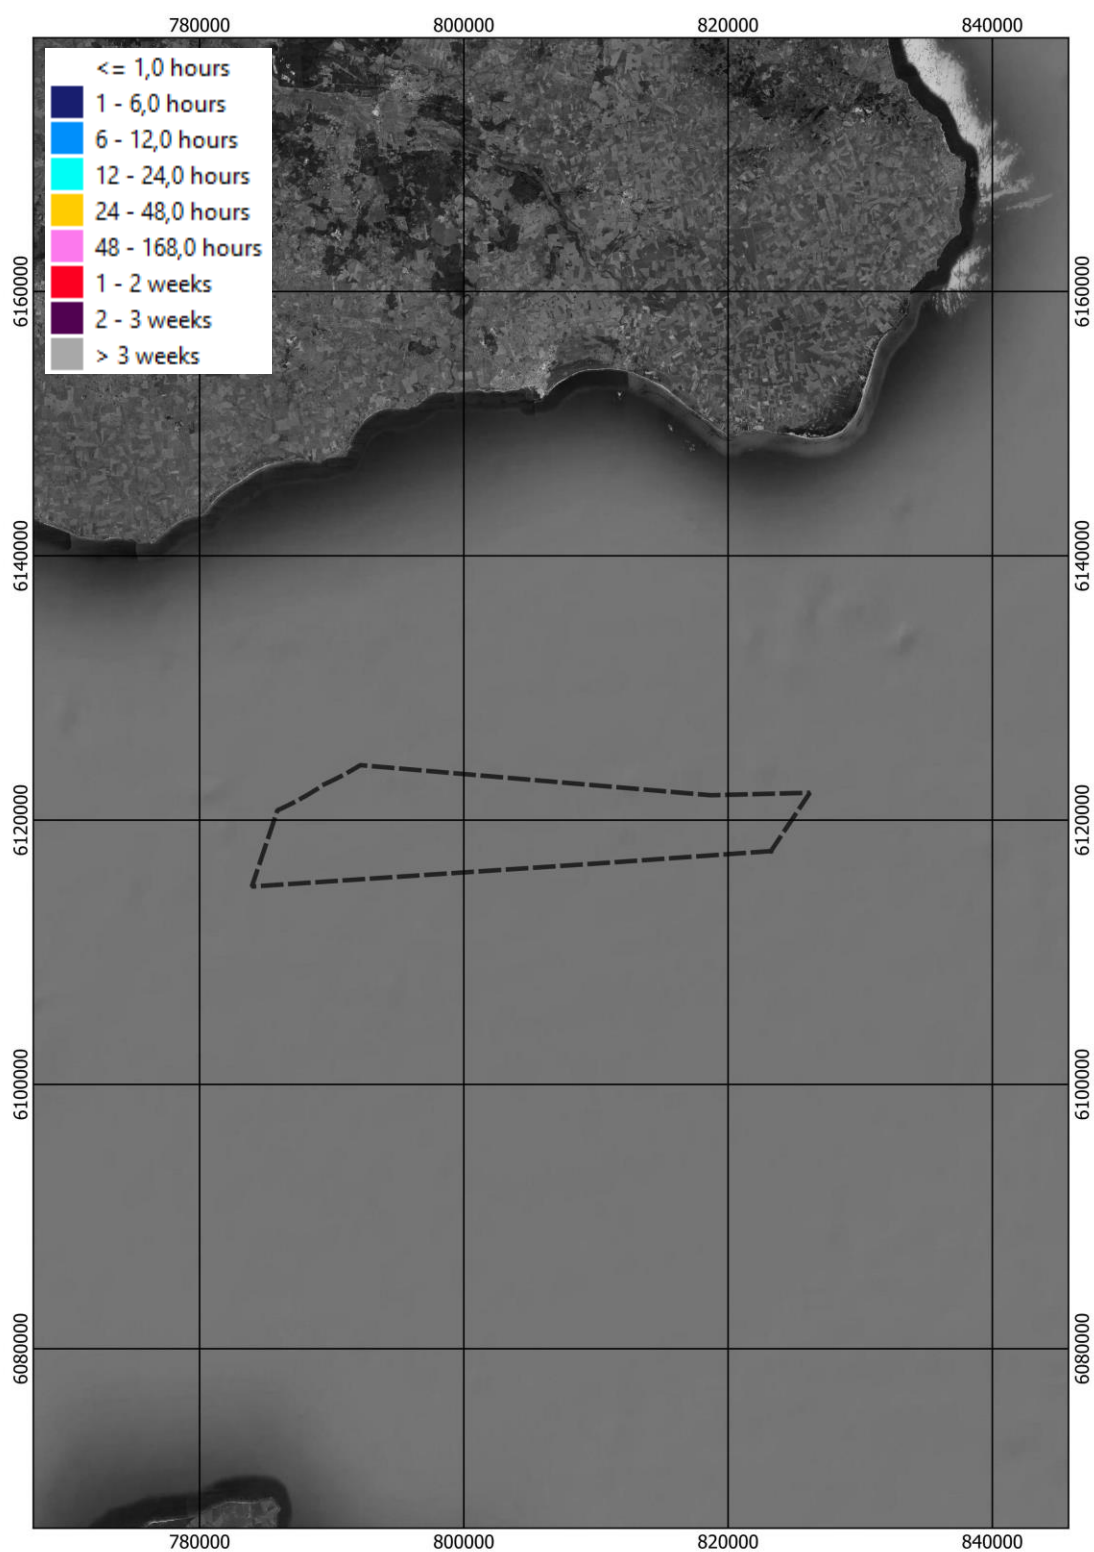 780000 800000 820000 840000
<= 1,0 hours
1 - 6,0 hours
6 - 12,0 hours
12 - 24,0 hours
24 - 48,0 hours
48 - 168,0 hours
1 - 2 weeks
2 - 3 weeks
> 3 weeks
6160000 6160000
6140000 6140000
6120000 6120000
6100000 6100000
6080000 6080000
780000 800000 820000 840000